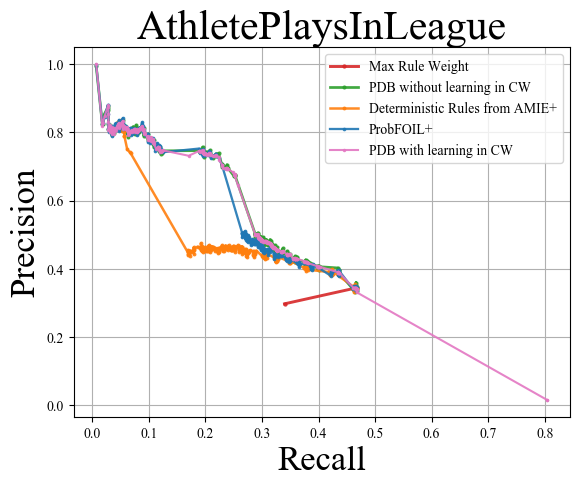 AthletePlaysInLeague
Max Rule Weight
PDB without learning in CW
Deterministic Rules from AMIE+
ProbFOIL+
PDB with learning in CW
Precision
1.0
0.8
0.6
0.4
0.2
0.0
0.0 0.1 0.2 0.3 0.4 0.5 0.6 0.7 0.8
Recall